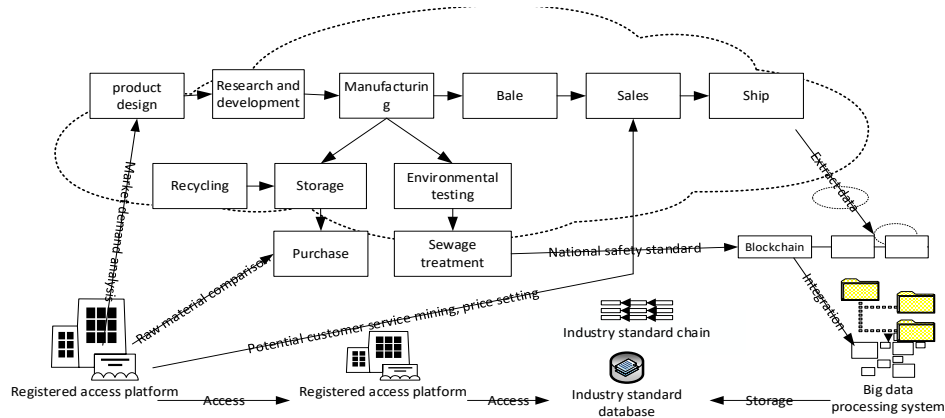 product
design
Research and
development
Manufacturin
g
Bale
Sales
Ship
Market demand analysis
Recycling
Storage
Environmental
testing
Extract data
Purchase
Sewage
treatment
National safety standard
Blockchain
Raw material comparison
Potential customer service mining, price setting
Integration
Industry standard chain
Registered access platform
Registered access platform
Industry standard
database
Big data
processing system
Access
Access
Storage